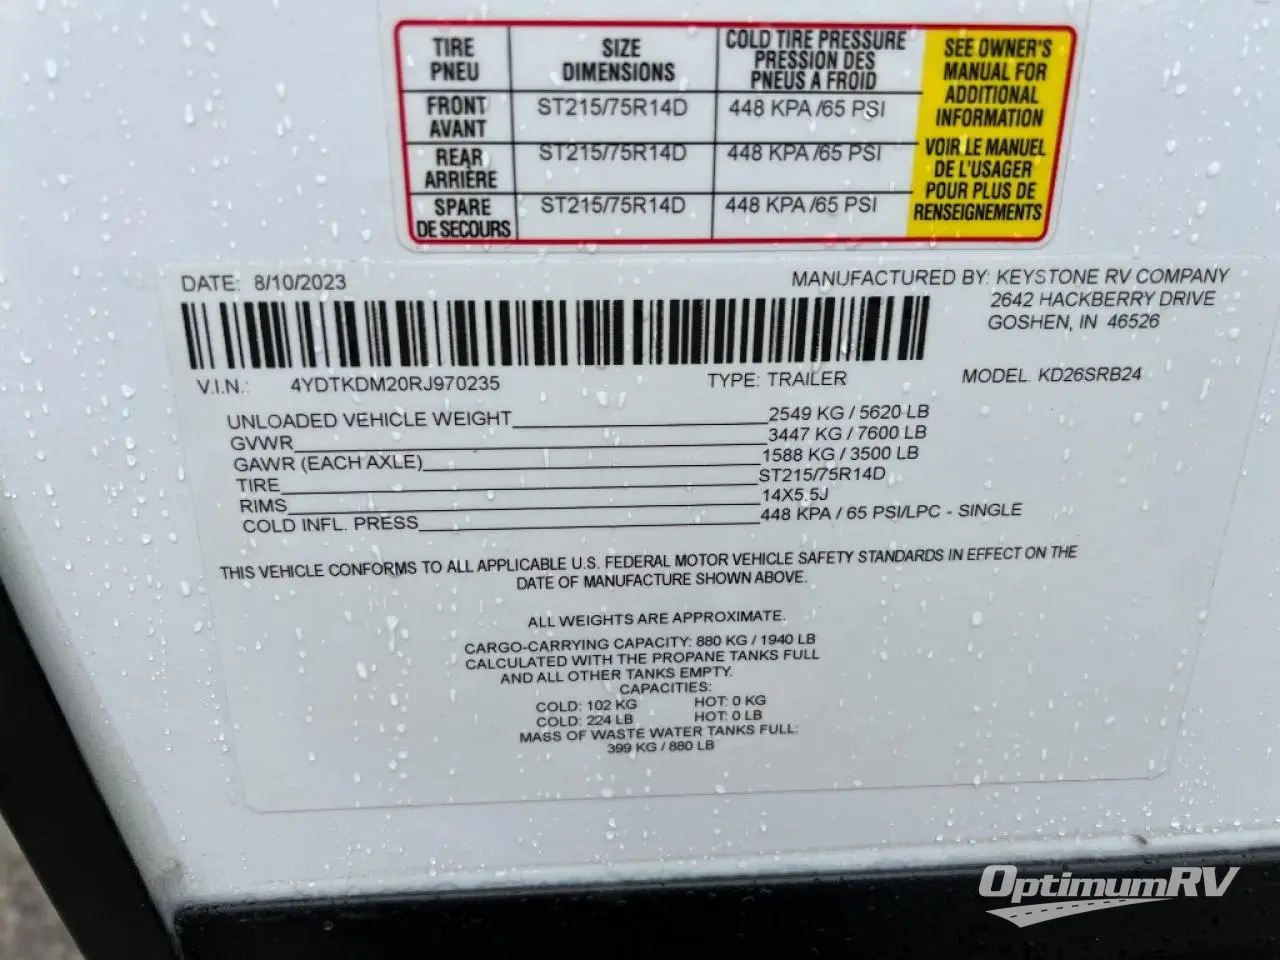 TIRE PNEU SIZE DIMENSIONS COLD TIRE PRESSURE PRESSION DES PNEUS A FROID
FRONT AVANT ST215/75R14D 448 KPA /65 PSI
REAR ARRIÈRE ST215/75R14D 448 KPA /65 PSI
SPARE DE SECOURS ST215/75R14D 448 KPA /65 PSI
SEE OWNER'S
MANUAL FOR
ADDITIONAL
INFORMATION
VOIR LE MANUEL
DE L'USAGER
POUR PLUS DE
RENSEIGNEMENTS
DATE: 8/10/2023 MANUFACTURED BY: KEYSTONE RV COMPANY
2642 HACKBERRY DRIVE
GOSHEN, IN 46526
V.I.N.: 4YDTKDM20RJ970235 TYPE: TRAILER MODEL. KD26SRB24
UNLOADED VEHICLE WEIGHT 2549 KG / 5620 LB
GVWR 3447 KG / 7600 LB
GAWR (EACH AXLE) 1588 KG / 3500 LB
TIRE ST215/75R14D
RIMS 14X5.5J
COLD INFL. PRESS 448 KPA / 65 PSI/LPC - SINGLE
THIS VEHICLE CONFORMS TO ALL APPLICABLE U.S. FEDERAL MOTOR VEHICLE SAFETY STANDARDS IN EFFECT ON THE
DATE OF MANUFACTURE SHOWN ABOVE.
ALL WEIGHTS ARE APPROXIMATE.
CARGO-CARRYING CAPACITY: 880 KG / 1940 LB
CALCULATED WITH THE PROPANE TANKS FULL
AND ALL OTHER TANKS EMPTY.
CAPACITIES:
COLD: 102 KG HOT: 0 KG
COLD: 224 LB HOT: 0 LB
MASS OF WASTE WATER TANKS FULL:
399 KG / 880 LB
OptimumRV